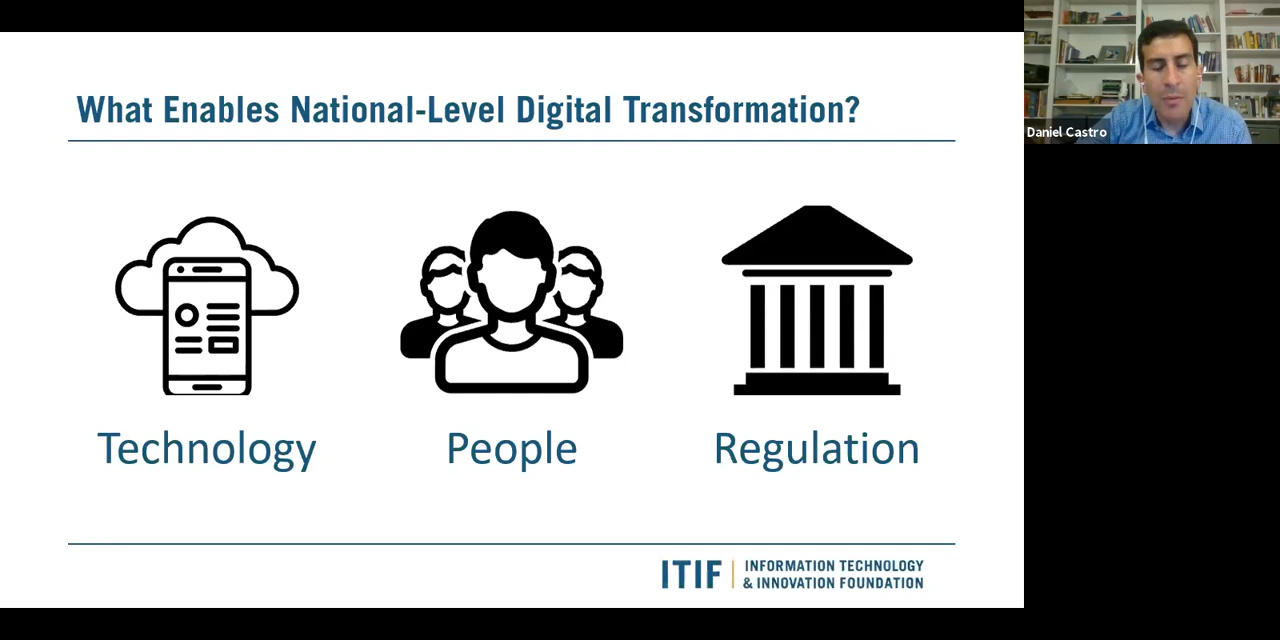 What Enables National-Level Digital Transformation?
Daniel Castro
Technology
People
Regulation
ITIF | INFORMATION TECHNOLOGY
& INNOVATION FOUNDATION